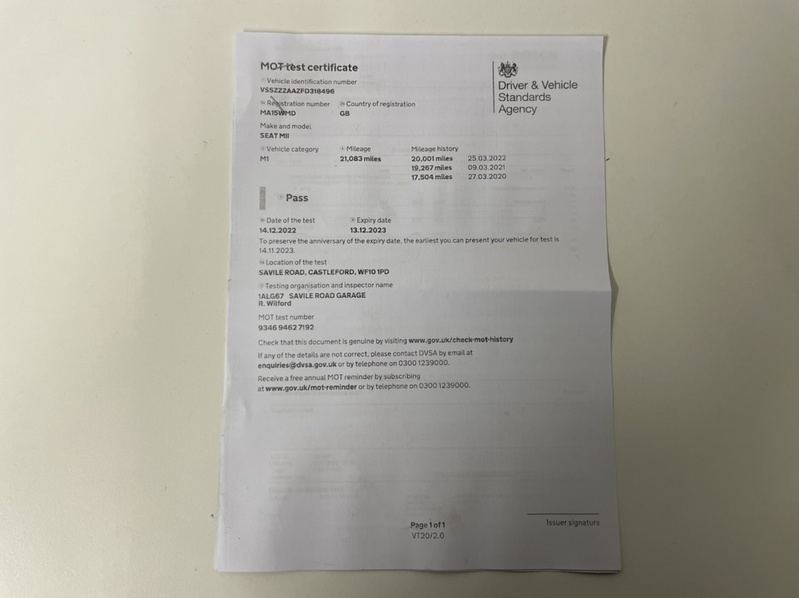 MOT test certificate
Driver & Vehicle
Standards
Agency
Vehicle identification number
VSSZZZAAZFD318496
Registration number Country of registration
MA15WMD GB
Make and model
SEAT MII
Vehicle category Mileage Mileage history
M1 21,083 miles 20,001 miles 25.03.2022
19,267 miles 09.03.2021
17,504 miles 27.03.2020
Pass
Date of the test Expiry date
14.12.2022 13.12.2023
To preserve the anniversary of the expiry date, the earliest you can present your vehicle for test is
14.11.2023.
Location of the test
SAVILE ROAD, CASTLEFORD, WF10 1PD
Testing organisation and inspector name
1ALG67 SAVILE ROAD GARAGE
R. Wilford
MOT test number
9346 9462 7192
Check that this document is genuine by visiting www.gov.uk/check-mot-history
If any of the details are not correct, please contact DVSA by email at
enquiries@dvsa.gov.uk or by telephone on 0300 1239000.
Receive a free annual MOT reminder by subscribing
at www.gov.uk/mot-reminder or by telephone on 0300 1239000.
Issuer signature
Page 1 of 1
VT20/2.0